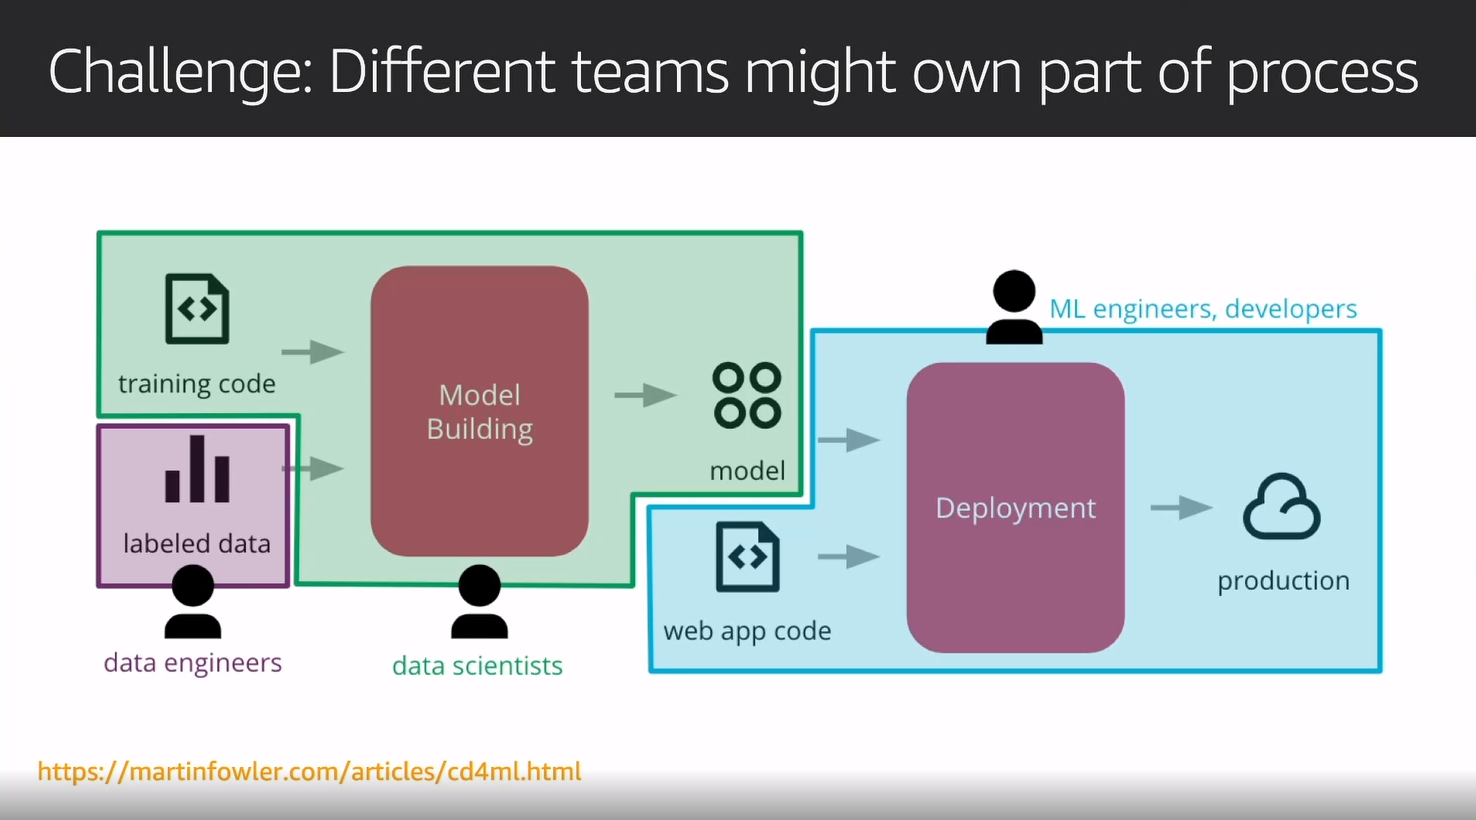 Challenge: Different teams might own part of process
training code
labeled data
data engineers
Model
Building
data scientists
model
web app code
ML engineers, developers
Deployment
production
https://martinfowler.com/articles/cd4ml.html